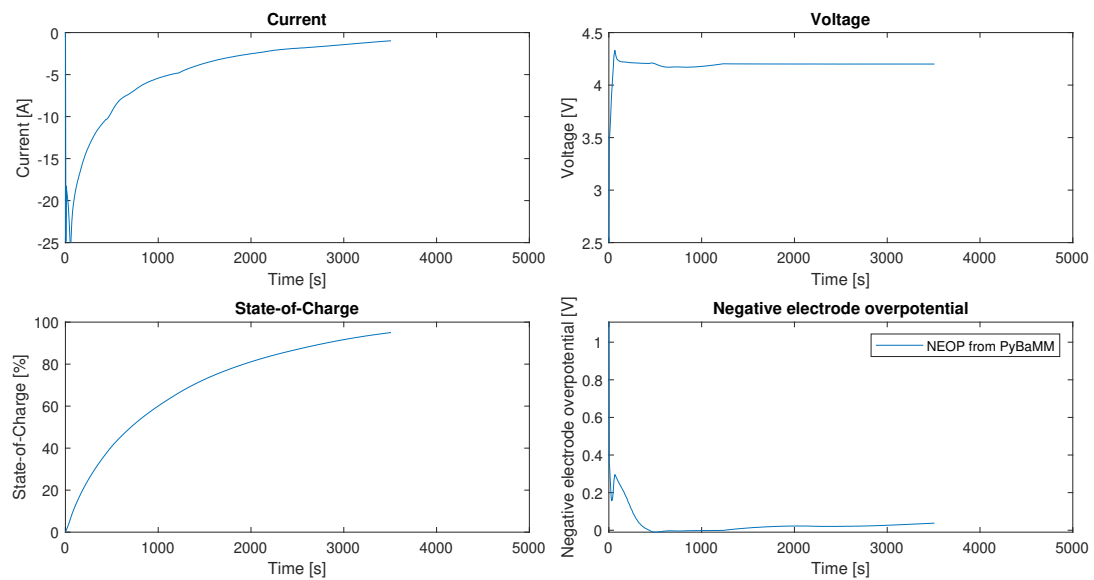 Current
Current [A]
0
-5
-10
-15
-20
-25
0 1000 2000 3000 4000 5000
Time [s]
Voltage
Voltage [V]
4.5
4
3.5
3
2.5
0 1000 2000 3000 4000 5000
Time [s]
State-of-Charge
State-of-Charge [%]
100
80
60
40
20
0
0 1000 2000 3000 4000 5000
Time [s]
Negative electrode overpotential
Negative electrode overpotential [V]
NEOP from PyBaMM
1
0.8
0.6
0.4
0.2
0
0 1000 2000 3000 4000 5000
Time [s]